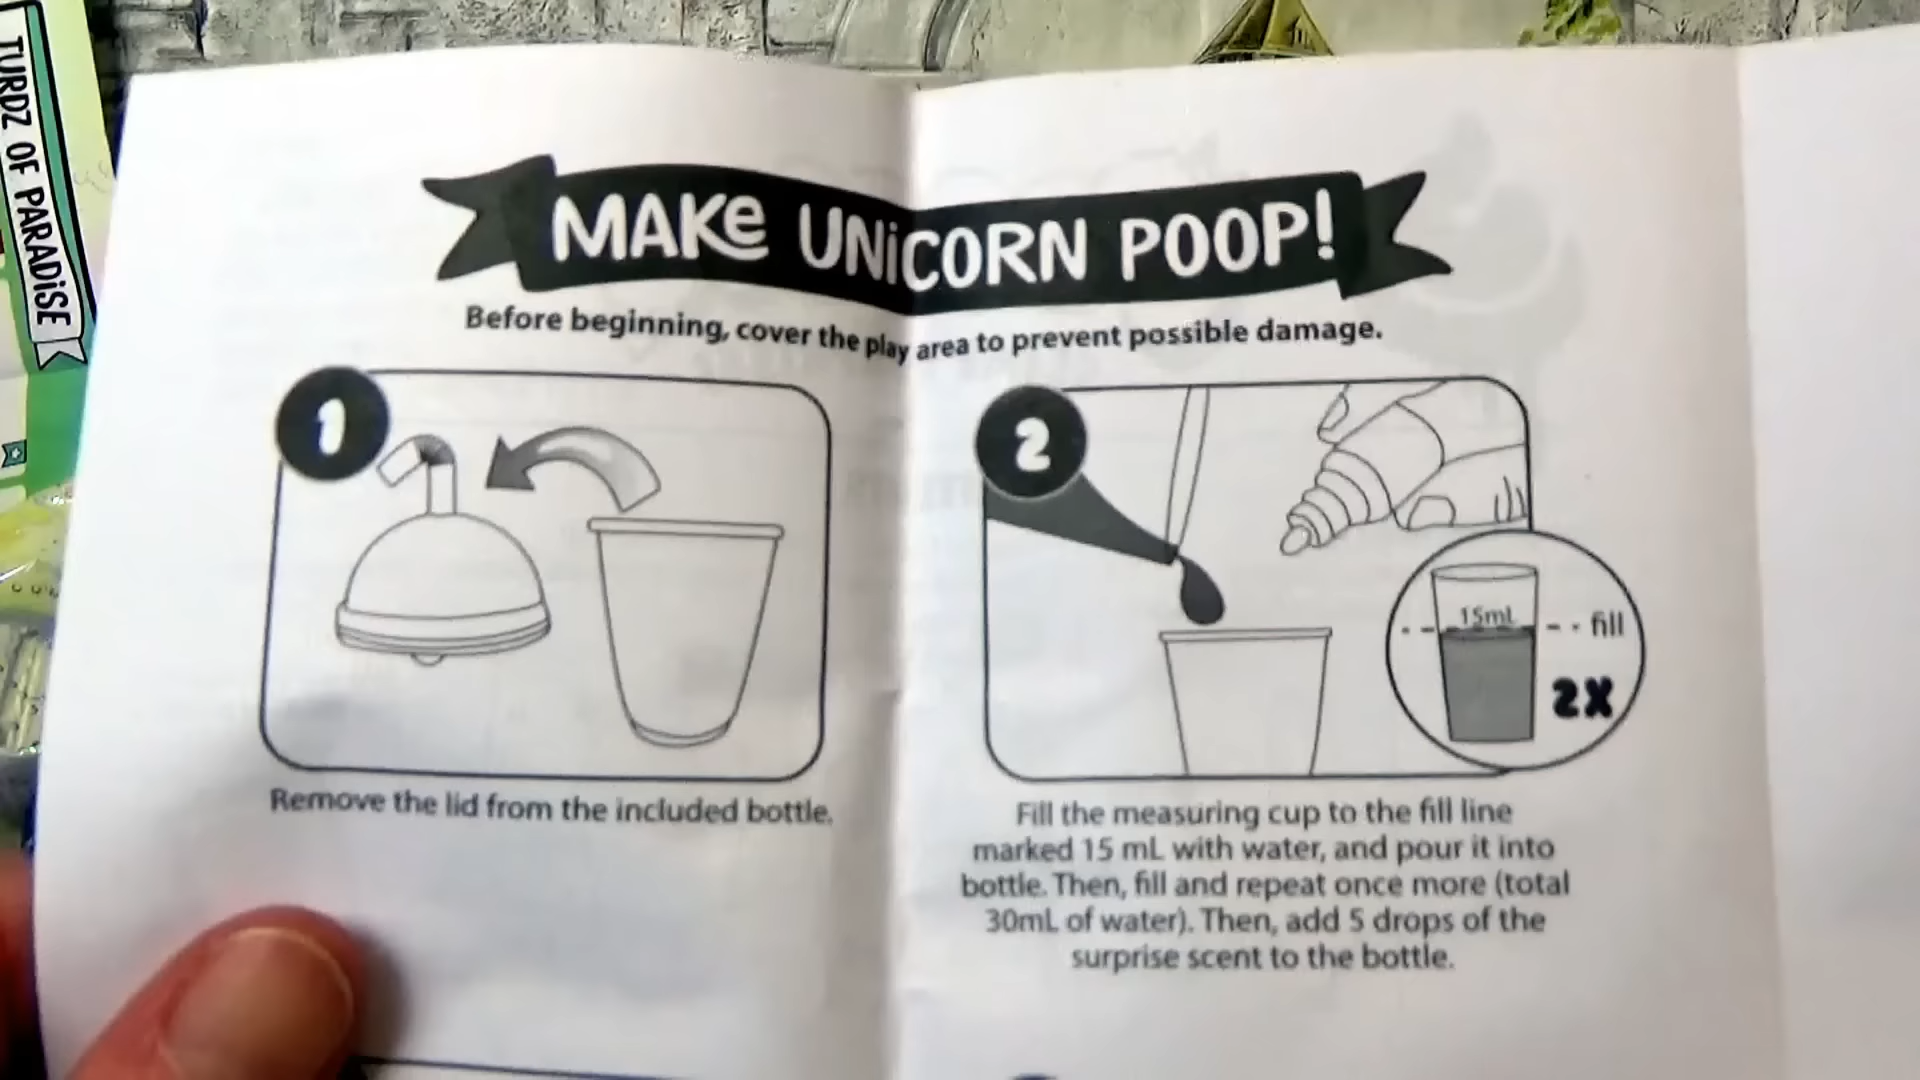 TURDZ OF PARADiSE
MAKe UNiCORN POOP!
Before beginning, cover the play area to prevent possible damage.
1
Remove the lid from the included bottle.
2
15mL
fill
2X
Fill the measuring cup to the fill line
marked 15 mL with water, and pour it into
bottle. Then, fill and repeat once more (total
30mL of water). Then, add 5 drops of the
surprise scent to the bottle.